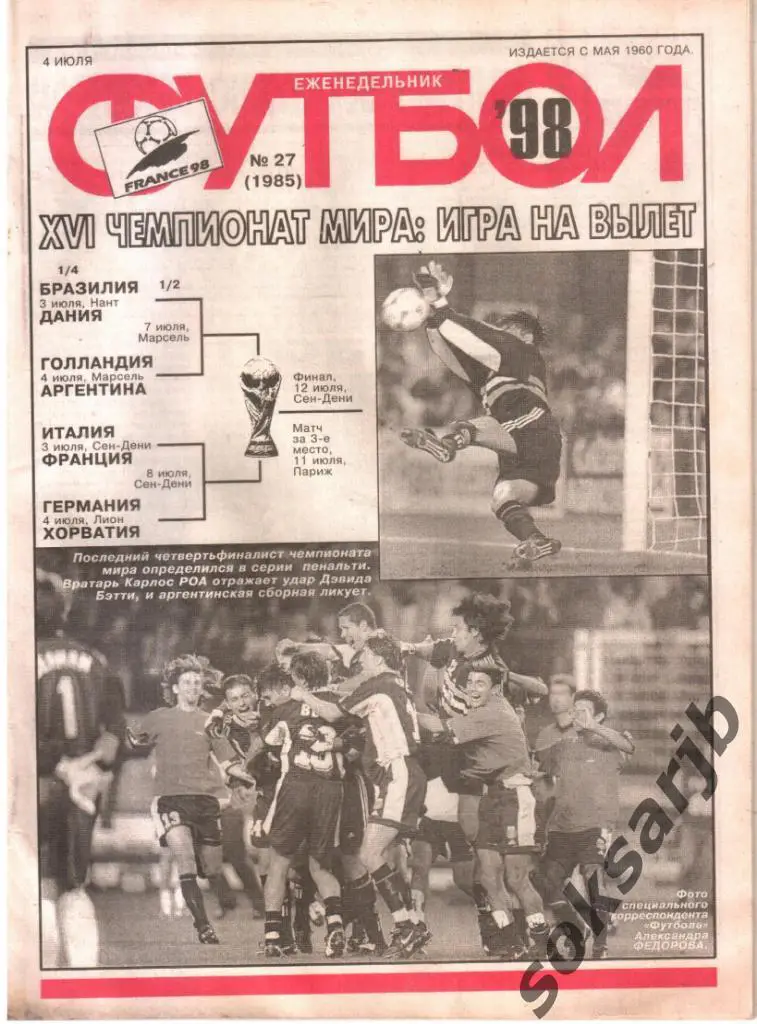 4 ИЮЛЯ
ИЗДАЕТСЯ С МАЯ 1960 ГОДА.
ЕЖЕНЕДЕЛЬНИК
ФУТБОЛ
'98
FRANCE 98
№ 27
(1985)
XVI ЧЕМПИОНАТ МИРА: ИГРА НА ВЫЛЕТ
1/4
БРАЗИЛИЯ
3 июля, Нант
ДАНИЯ
1/2
7 июля,
Марсель
ГОЛЛАНДИЯ
4 июля, Марсель
АРГЕНТИНА
Финал,
12 июля,
Сен-Дени
Матч
за 3-е
место,
11 июля,
Париж
ИТАЛИЯ
3 июля, Сен-Дени
ФРАНЦИЯ
8 июля,
Сен-Дени
ГЕРМАНИЯ
4 июля, Лион
ХОРВАТИЯ
Последний четвертьфиналист чемпионата
мира определился в серии пенальти.
Вратарь Карлос РОА отражает удар Дэвида
Бэтти, и аргентинская сборная ликует.
1
13
Фото
специального
корреспондента
«Футбола»
Александра
ФЕДОРОВА.
soksarjb